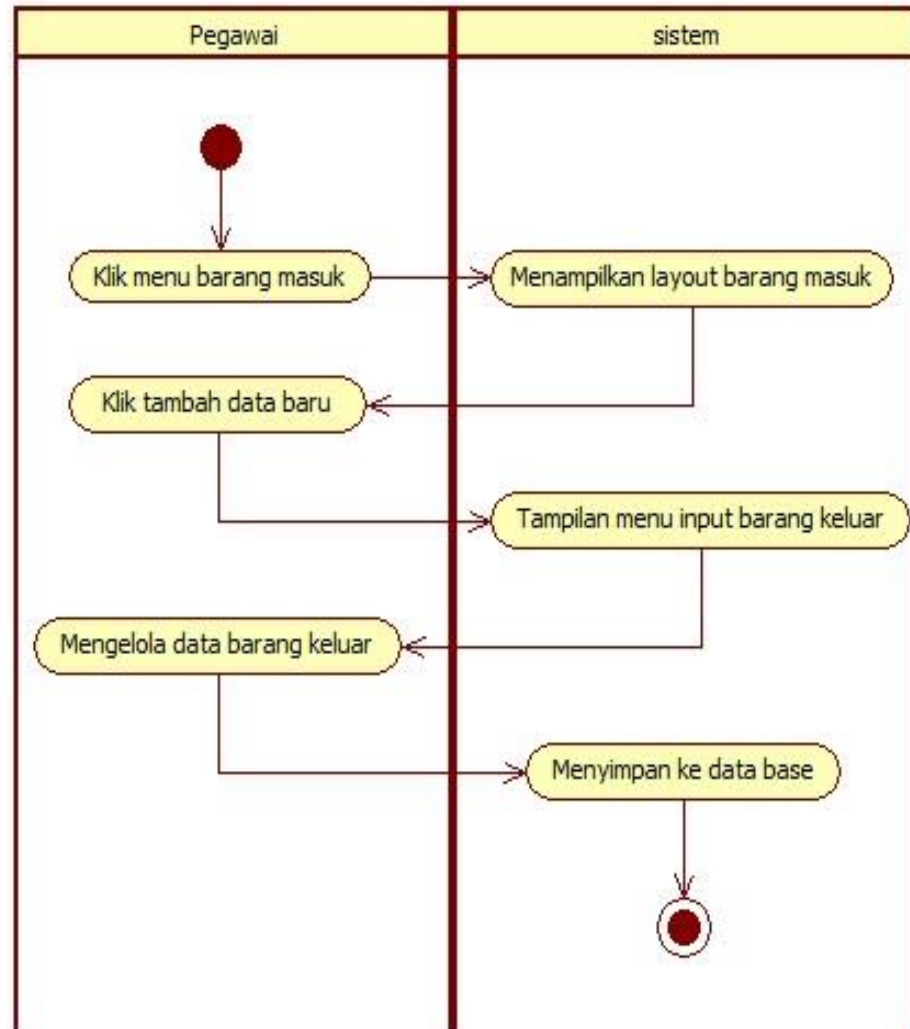 Pegawai
sistem
Klik menu barang masuk
Menampilkan layout barang masuk
Klik tambah data baru
Tampilan menu input barang keluar
Mengelola data barang keluar
Menyimpan ke data base